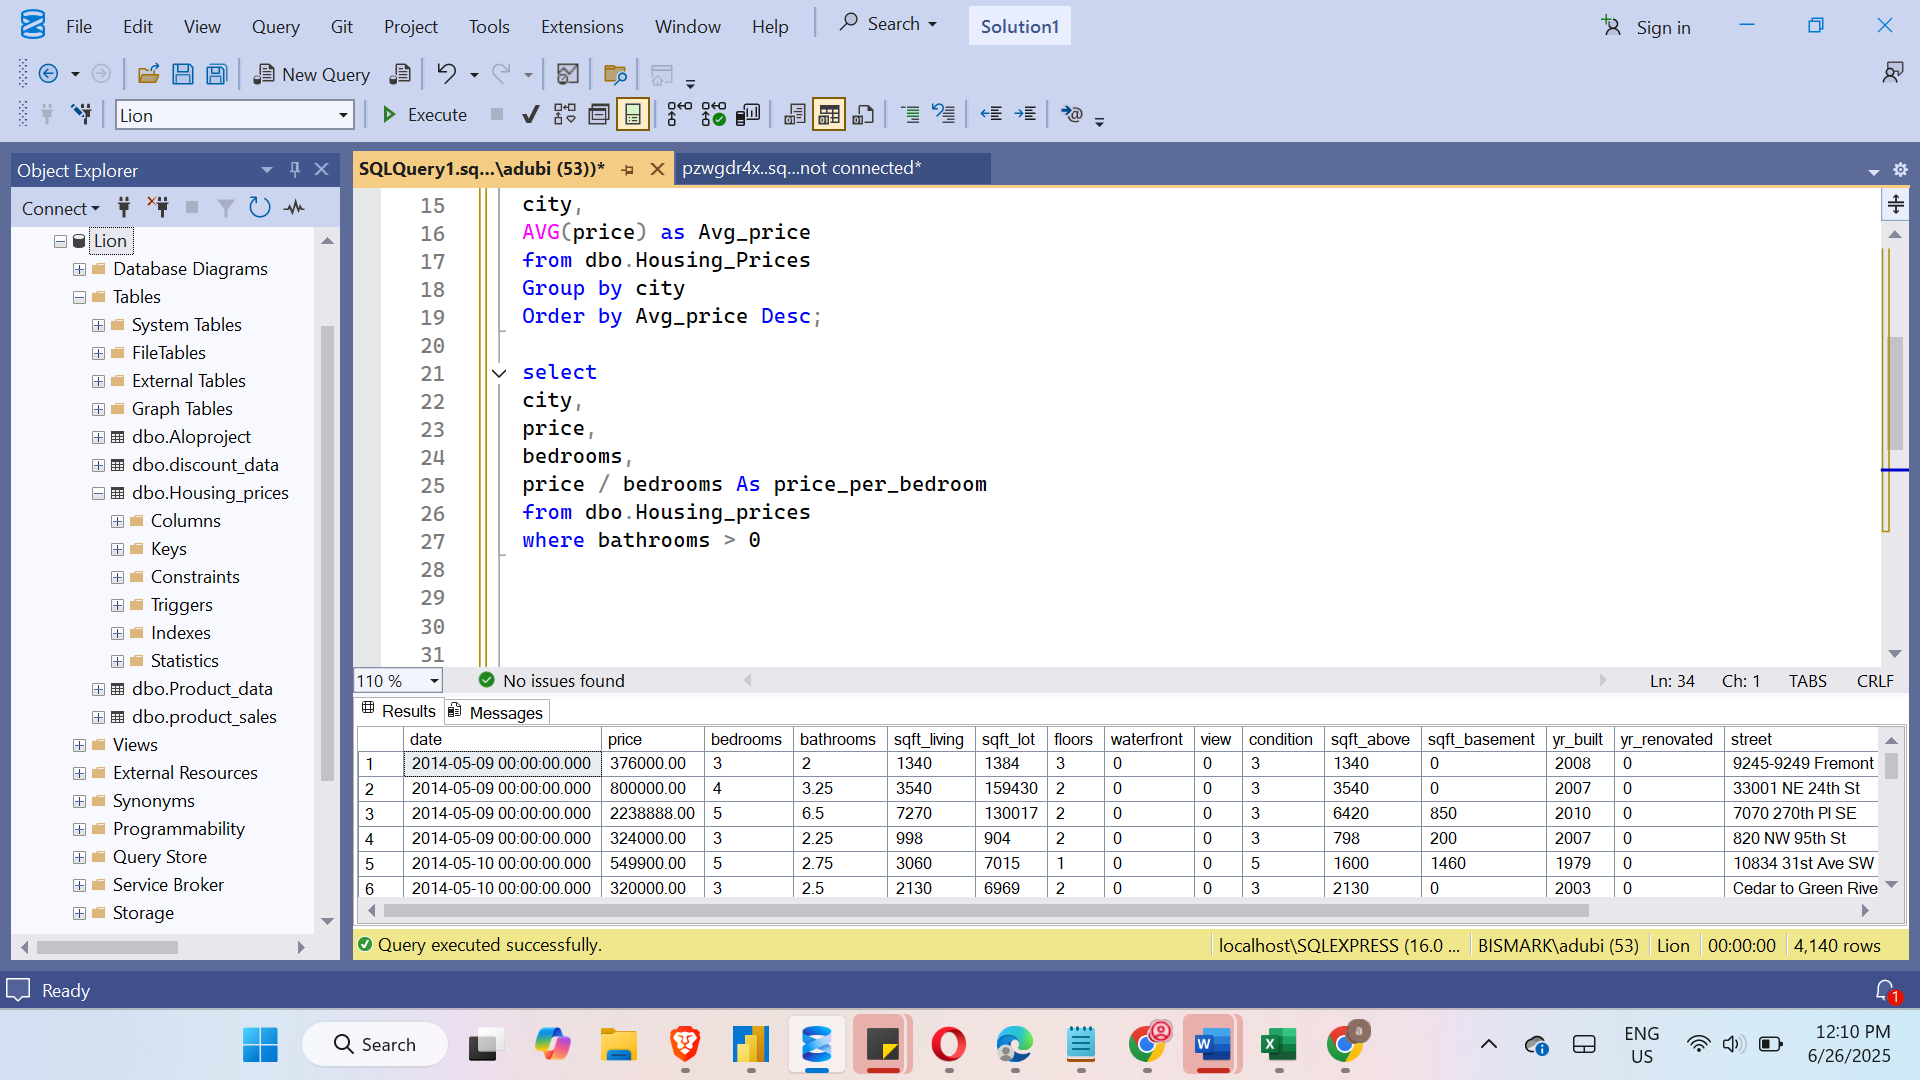 File Edit View Query Git Project Tools Extensions Window Help Search Solution1 Sign in
New Query
Lion Execute
Object Explorer
Connect
Lion
Database Diagrams
Tables
System Tables
FileTables
External Tables
Graph Tables
dbo.Aloproject
dbo.discount_data
dbo.Housing_prices
Columns
Keys
Constraints
Triggers
Indexes
Statistics
dbo.Product_data
dbo.product_sales
Views
External Resources
Synonyms
Programmability
Query Store
Service Broker
Storage
SQLQuery1.sq...\adubi (53))* pzwgdr4x..sq...not connected*
15 city,
16 AVG(price) as Avg_price
17 from dbo.Housing_Prices
18 Group by city
19 Order by Avg_price Desc;
20
21 select
22 city,
23 price,
24 bedrooms,
25 price / bedrooms As price_per_bedroom
26 from dbo.Housing_prices
27 where bathrooms > 0
28
29
30
31
110 % No issues found Ln: 34 Ch: 1 TABS CRLF
Results Messages
date price bedrooms bathrooms sqft_living sqft_lot floors waterfront view condition sqft_above sqft_basement yr_built yr_renovated street
1 2014-05-09 00:00:00.000 376000.00 3 2 1340 1384 3 0 0 3 1340 0 2008 0 9245-9249 Fremont
2 2014-05-09 00:00:00.000 800000.00 4 3.25 3540 159430 2 0 0 3 3540 0 2007 0 33001 NE 24th St
3 2014-05-09 00:00:00.000 2238888.00 5 6.5 7270 130017 2 0 0 3 6420 850 2010 0 7070 270th Pl SE
4 2014-05-09 00:00:00.000 324000.00 3 2.25 998 904 2 0 0 3 798 200 2007 0 820 NW 95th St
5 2014-05-10 00:00:00.000 549900.00 5 2.75 3060 7015 1 0 0 5 1600 1460 1979 0 10834 31st Ave SW
6 2014-05-10 00:00:00.000 320000.00 3 2.5 2130 6969 2 0 0 3 2130 0 2003 0 Cedar to Green Rive
Query executed successfully. localhost\SQLEXPRESS (16.0 ... BISMARK\adubi (53) Lion 00:00:00 4,140 rows
Ready 1
Search W X a ENG US 12:10 PM 6/26/2025